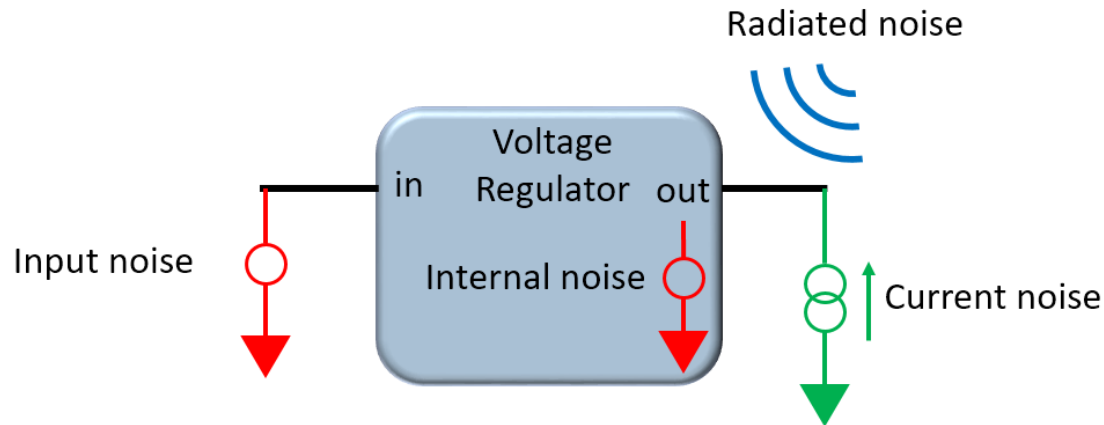 Radiated noise
Voltage
in Regulator out
Input noise
Internal noise
Current noise